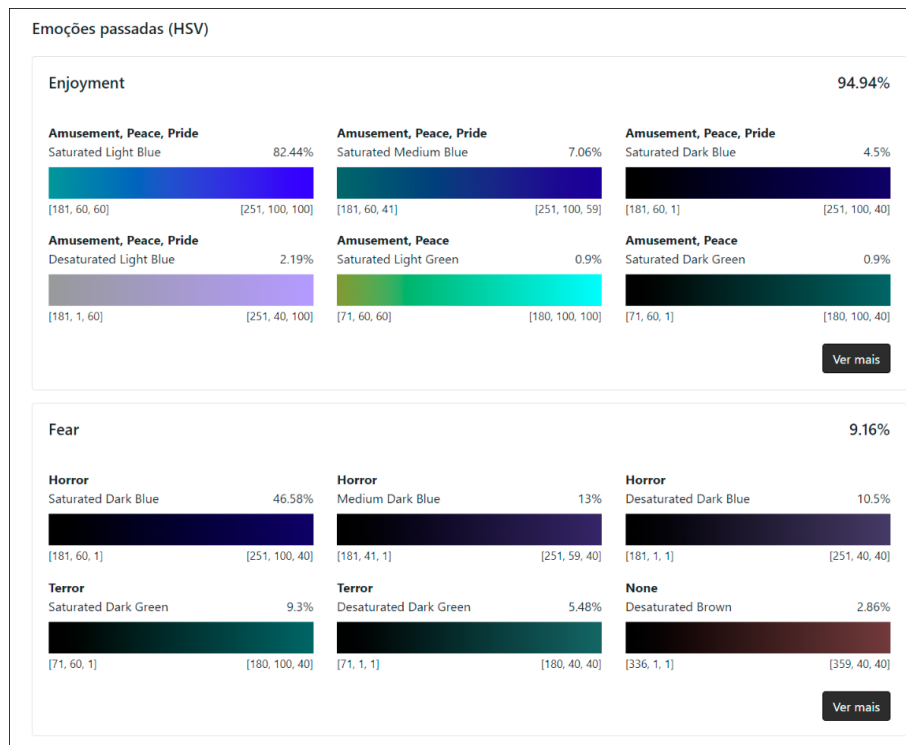 Emoções passadas (HSV)
Enjoyment 94.94%
Amusement, Peace, Pride Amusement, Peace, Pride Amusement, Peace, Pride
Saturated Light Blue 82.44% Saturated Medium Blue 7.06% Saturated Dark Blue 4.5%
[181, 60, 60] [251, 100, 100] [181, 60, 41] [251, 100, 59] [181, 60, 1] [251, 100, 40]
Amusement, Peace, Pride Amusement, Peace Amusement, Peace
Desaturated Light Blue 2.19% Saturated Light Green 0.9% Saturated Dark Green 0.9%
[181, 1, 60] [251, 40, 100] [71, 60, 60] [180, 100, 100] [71, 60, 1] [180, 100, 40]
Ver mais
Fear 9.16%
Horror Horror Horror
Saturated Dark Blue 46.58% Medium Dark Blue 13% Desaturated Dark Blue 10.5%
[181, 60, 1] [251, 100, 40] [181, 41, 1] [251, 59, 40] [181, 1, 1] [251, 40, 40]
Terror Terror None
Saturated Dark Green 9.3% Desaturated Dark Green 5.48% Desaturated Brown 2.86%
[71, 60, 1] [180, 100, 40] [71, 1, 1] [180, 40, 40] [336, 1, 1] [359, 40, 40]
Ver mais